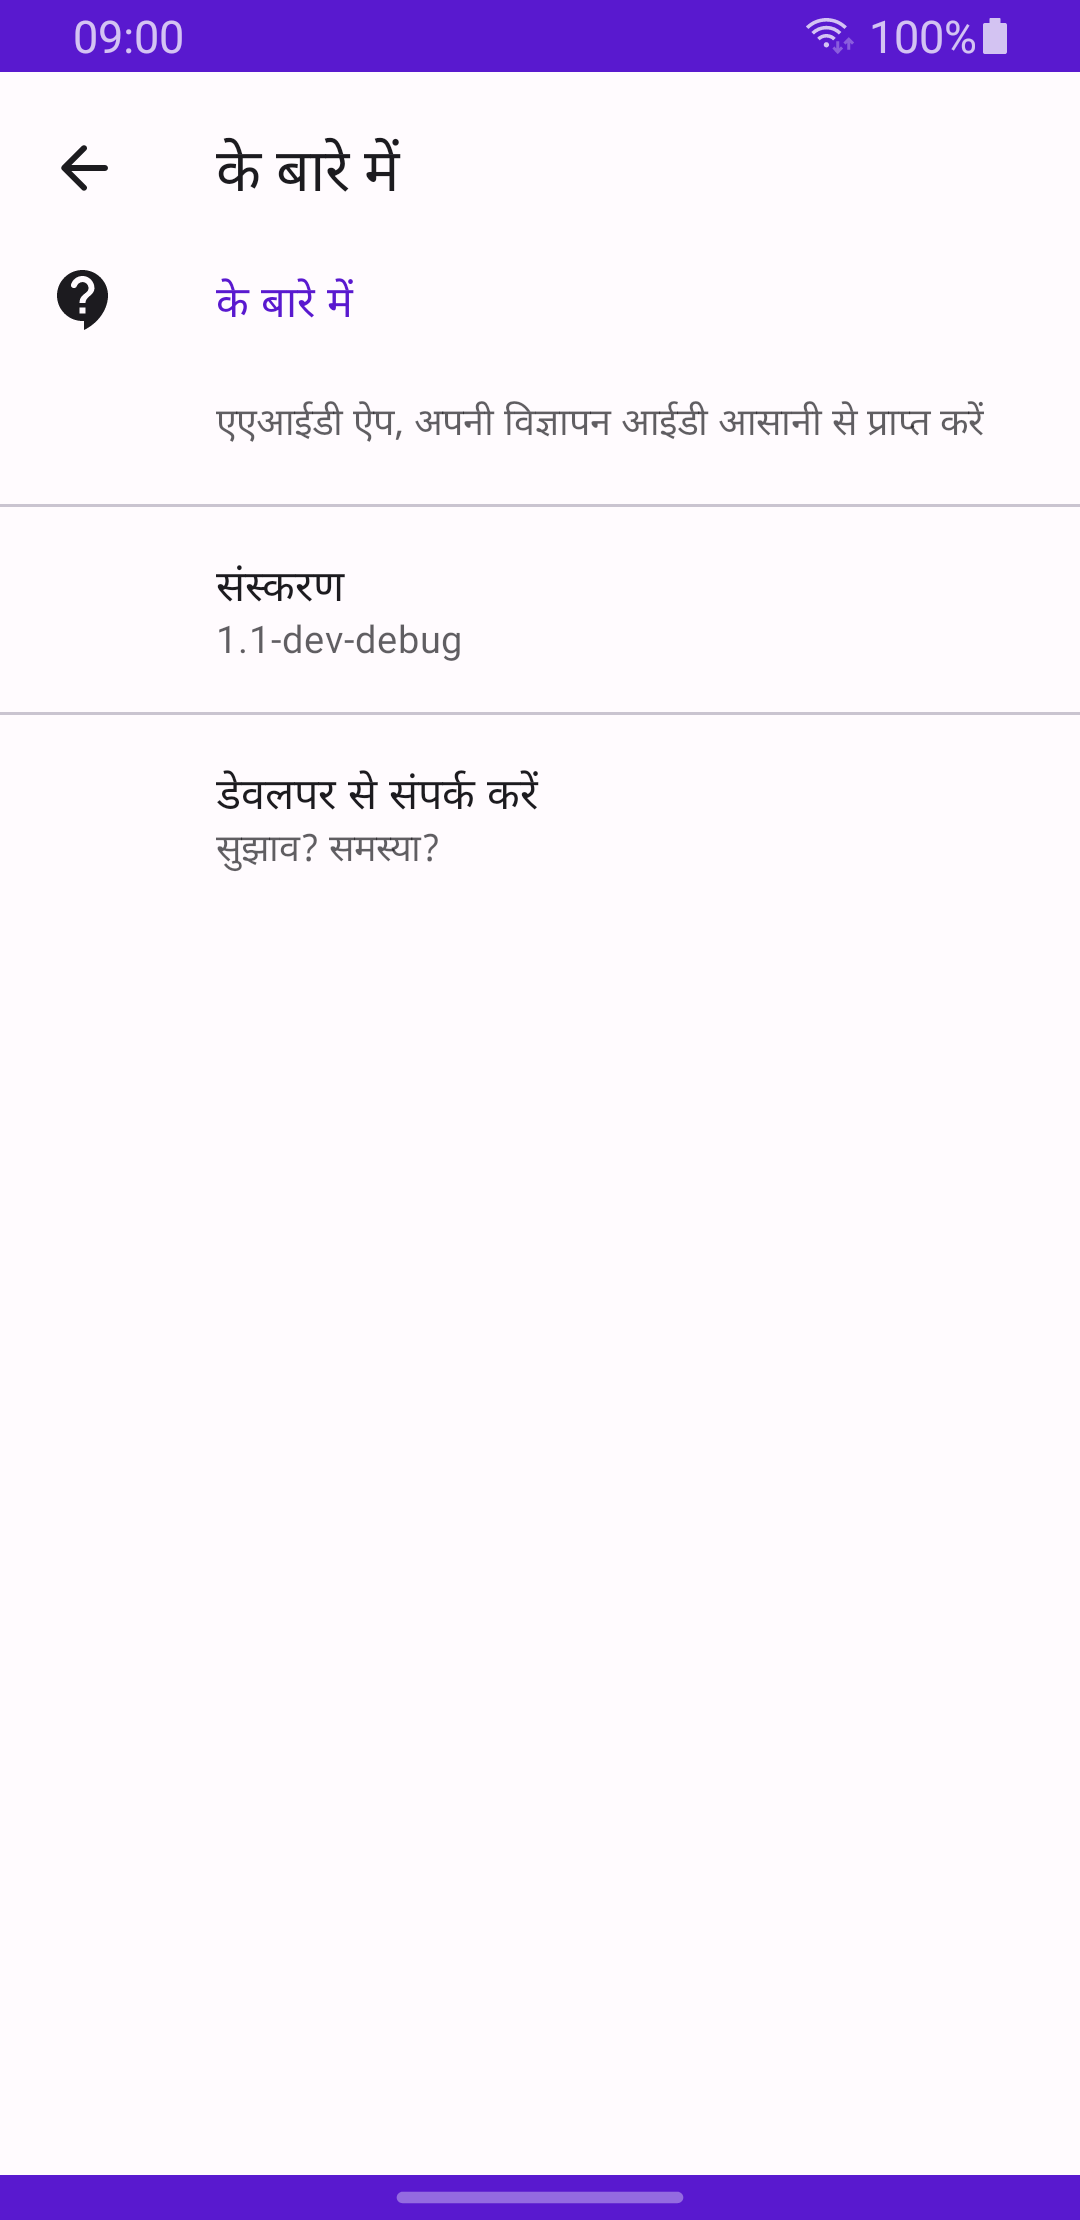 09:00
100%
के बारे में
के बारे में
एएआईडी ऐप, अपनी विज्ञापन आईडी आसानी से प्राप्त करें
संस्करण
1.1-dev-debug
डेवलपर से संपर्क करें
सुझाव? समस्या?